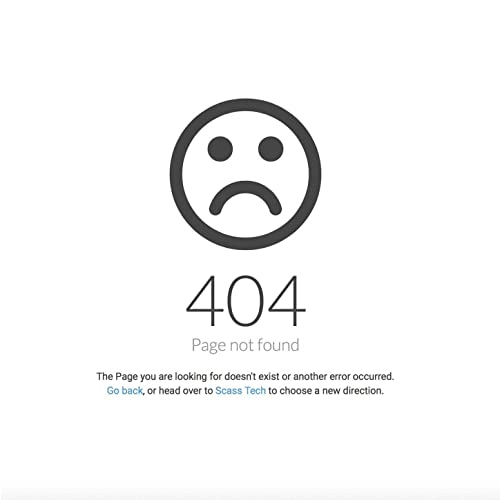 404
Page not found
The Page you are looking for doesn't exist or another error occurred.
Go back, or head over to Scass Tech to choose a new direction.